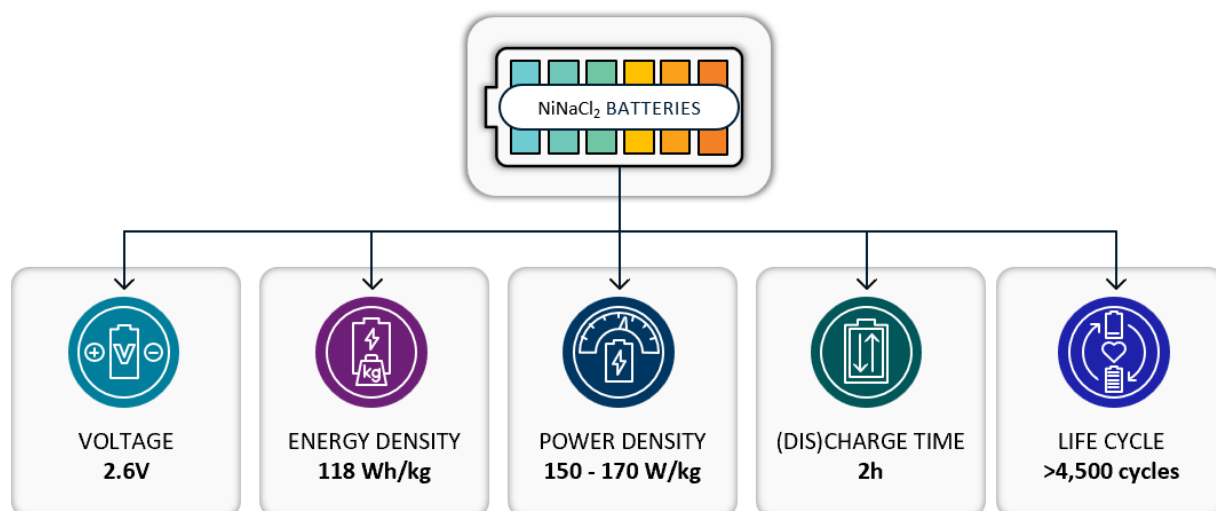 NiNaCl₂ BATTERIES
VOLTAGE
2.6V
ENERGY DENSITY
118 Wh/kg
POWER DENSITY
150 - 170 W/kg
(DIS)CHARGE TIME
2h
LIFE CYCLE
>4,500 cycles
V
kg